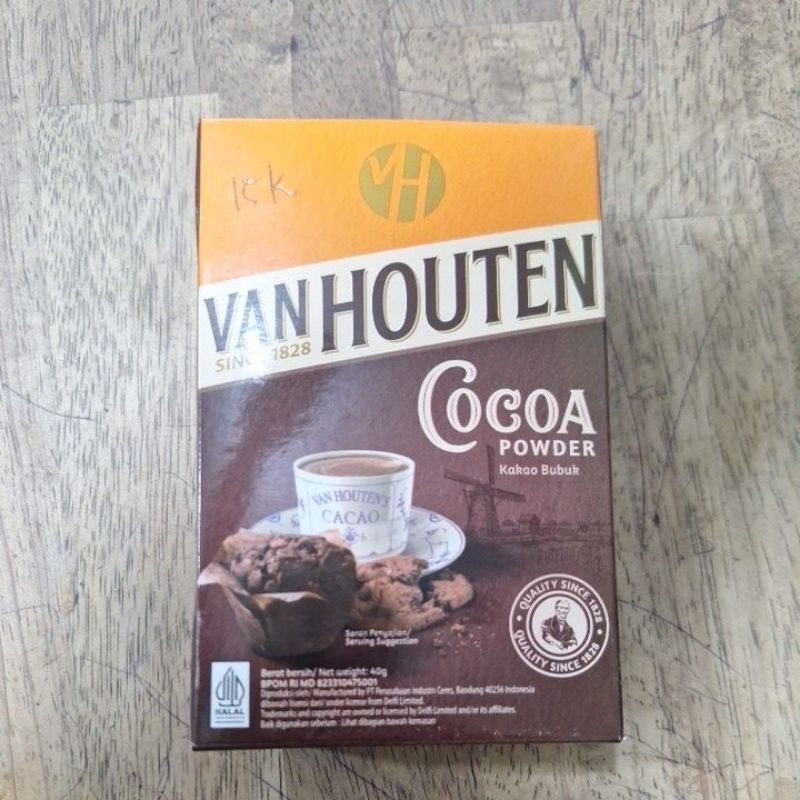 15K
VH
VAN HOUTEN
SINCE 1828
COCOA
POWDER
Kakao Bubuk
VAN HOUTEN'S
CACAO
QUALITY SINCE 1828
QUALITY SINCE 1828
Saran Penyajian/
Serving Suggestion
Berat bersih/ Net weight: 40g
BPOM RI MD 823310475001
Diproduksi oleh/ Manufactured by PT Perusahaan Industri Ceres, Bandung 40256 Indonesia
dibawah lisensi dari/ under license from Delfi Limited.
Trademarks and copyright are owned or licensed by Delfi Limited and/or its affiliates.
Baik digunakan sebelum : Lihat dibagian bawah kemasan
HALAL
INDONESIA